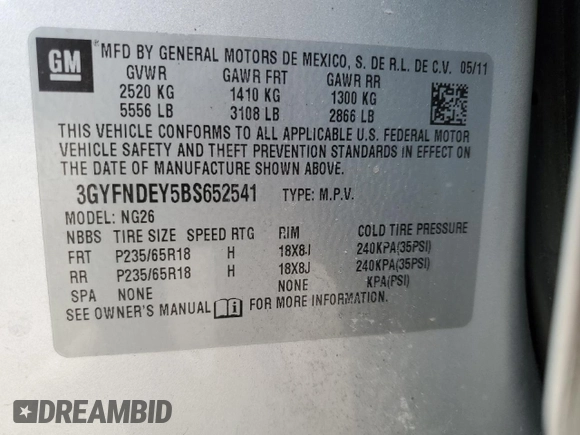 GM
MFD BY GENERAL MOTORS DE MEXICO, S. DE R.L. DE C.V. 05/11
GVWR GAWR FRT GAWR RR
2520 KG 1410 KG 1300 KG
5556 LB 3108 LB 2866 LB
THIS VEHICLE CONFORMS TO ALL APPLICABLE U.S. FEDERAL MOTOR
VEHICLE SAFETY AND THEFT PREVENTION STANDARDS IN EFFECT ON
THE DATE OF MANUFACTURE SHOWN ABOVE.
3GYFNDEY5BS652541 TYPE: M.P.V.
MODEL: NG26
NBBS TIRE SIZE SPEED RTG RIM COLD TIRE PRESSURE
FRT P235/65R18 H 18X8J 240KPA(35PSI)
RR P235/65R18 H 18X8J 240KPA(35PSI)
SPA NONE NONE KPA(PSI)
SEE OWNER'S MANUAL FOR MORE INFORMATION.
DREAMBID